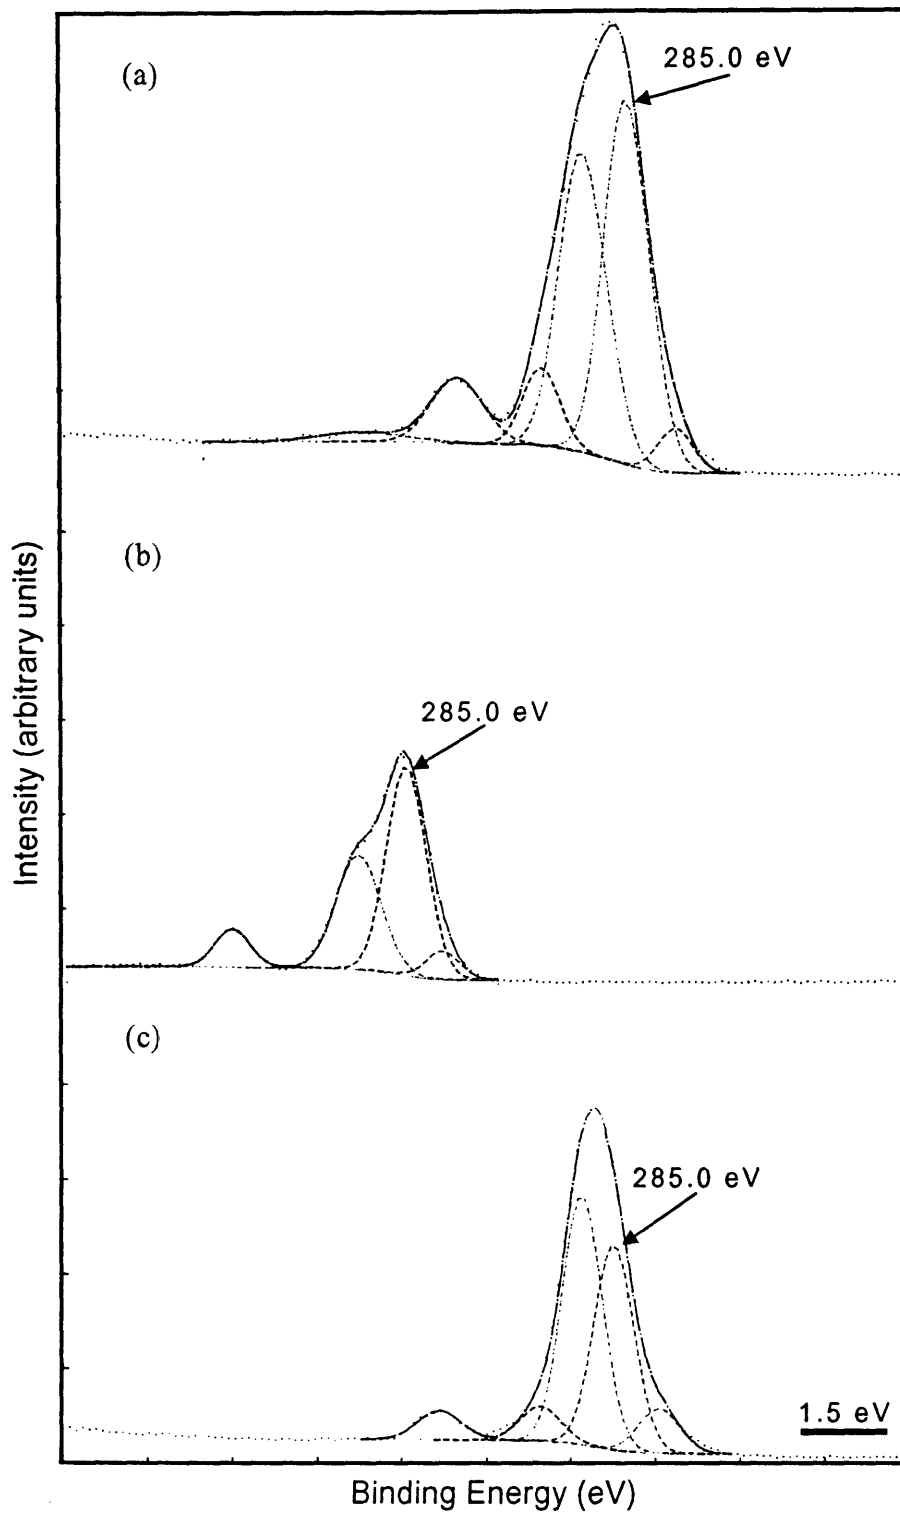 (a)
285.0 eV
(b)
285.0 eV
(c)
285.0 eV
1.5 eV
Intensity (arbitrary units)
Binding Energy (eV)